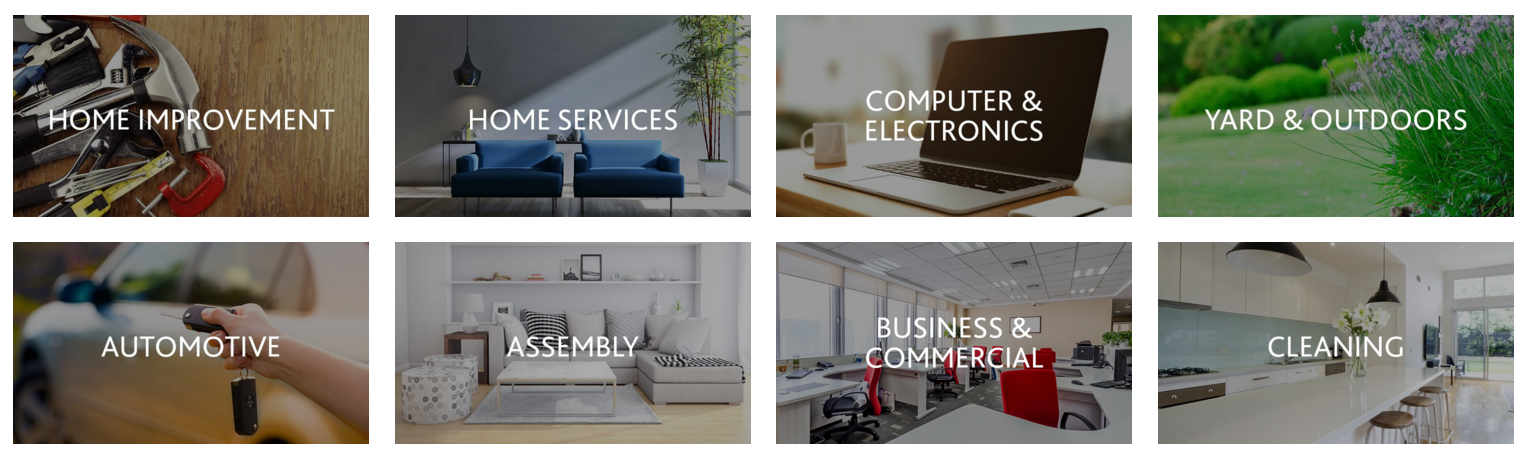 HOME IMPROVEMENT
HOME SERVICES
COMPUTER &
ELECTRONICS
YARD & OUTDOORS
AUTOMOTIVE
ASSEMBLY
BUSINESS &
COMMERCIAL
CLEANING